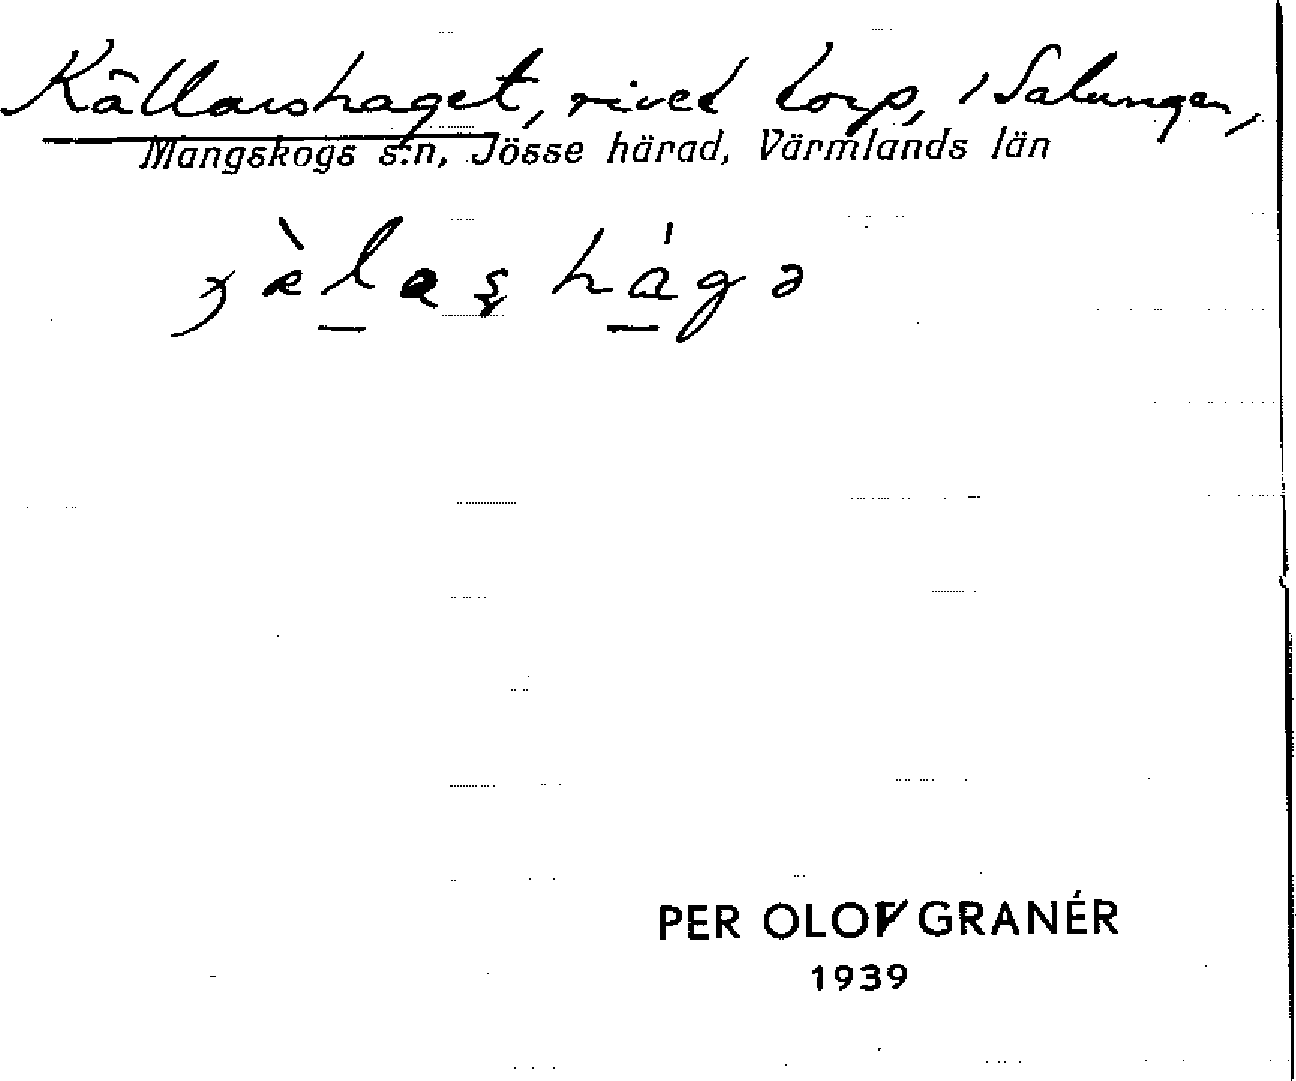 Källarshaget, rived torp, i Salungen,
Mangskogs s:n, Jösse härad, Värmlands län
PER OLOF GRANÉR
1939